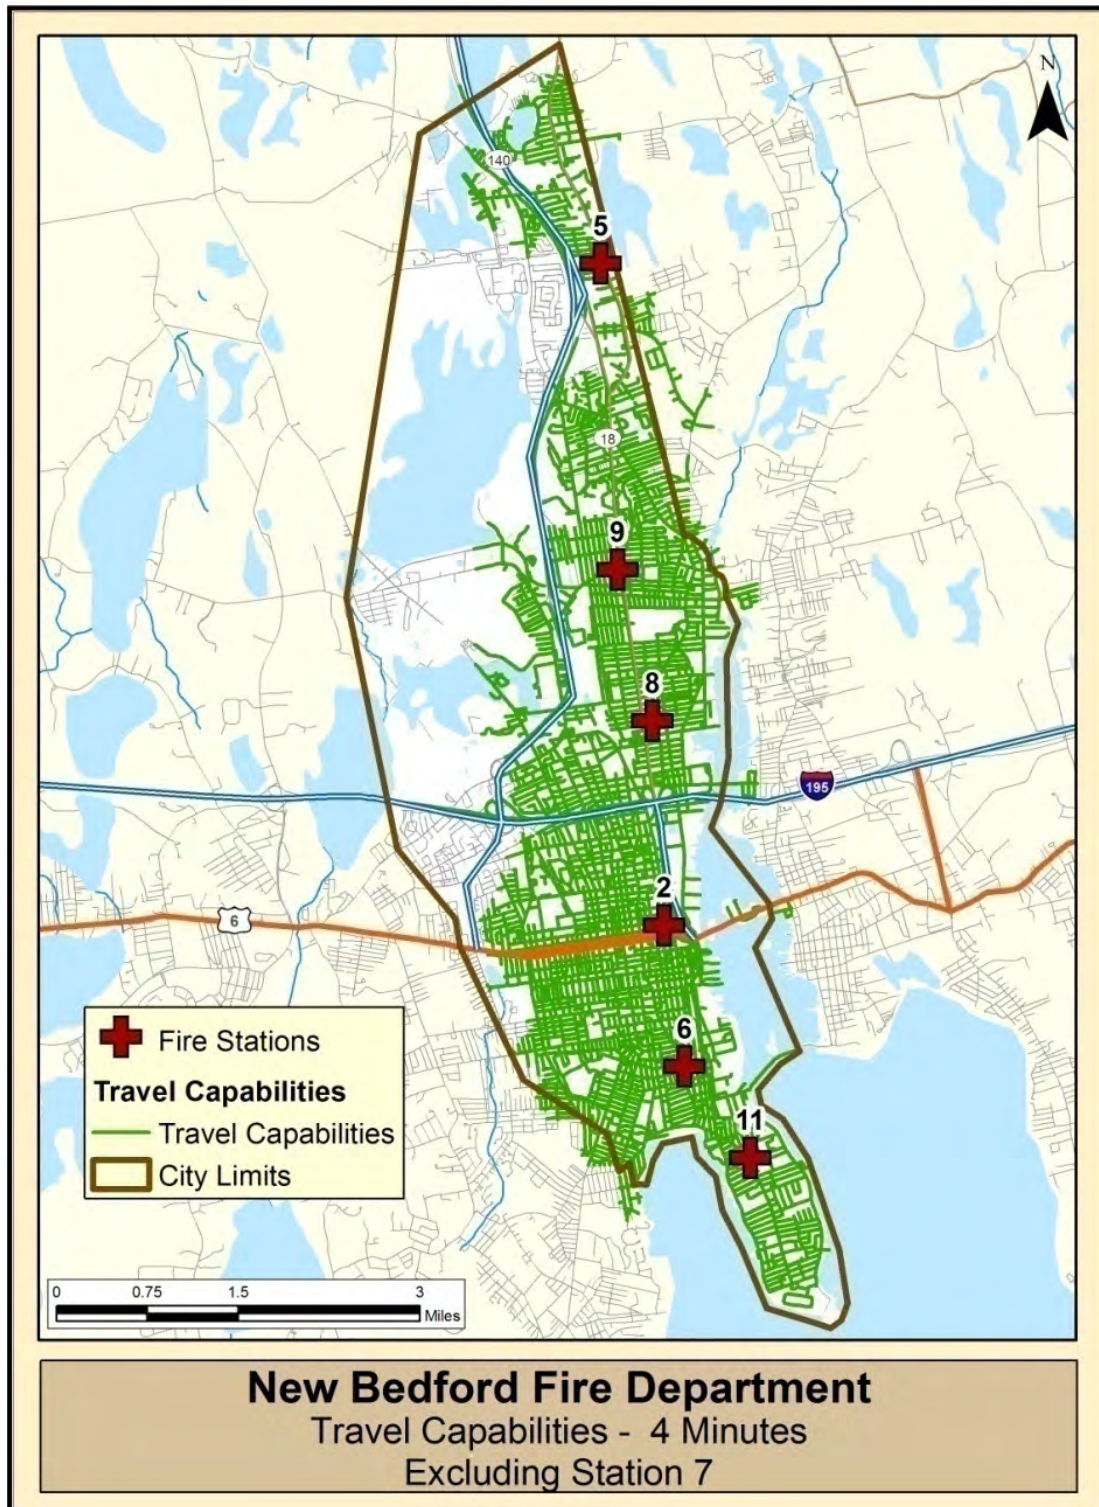 N
140
5
18
9
8
195
2
6
6
11
Fire Stations
Travel Capabilities
Travel Capabilities
City Limits
0 0.75 1.5 3
Miles
New Bedford Fire Department
Travel Capabilities - 4 Minutes
Excluding Station 7